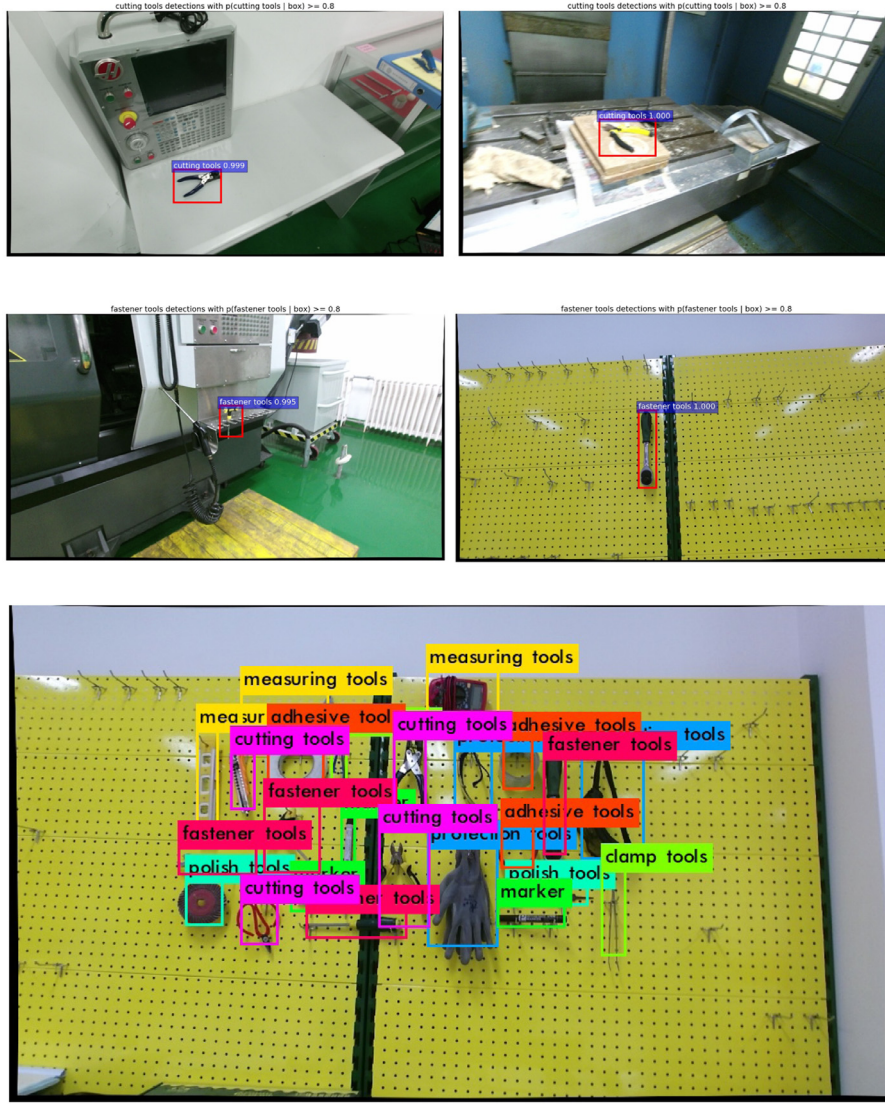 cutting tools detections with p(cutting tools | box) >= 0.8
cutting tools detections with p(cutting tools | box) >= 0.8
cutting tools 0.999
cutting tools 1.000
fastener tools detections with p(fastener tools | box) >= 0.8
fastener tools detections with p(fastener tools | box) >= 0.8
fastener tools 0.995
fastener tools 1.000
measuring tools
measuring tools
measur
adhesive tool
cutting tools
adhesive tools
cutting tools
fastener tools
fastener tools
cutting tools
adhesive tools
fastener tools
protection tools
clamp tools
polish tools
marker
polish tools
cutting tools
marker
tools